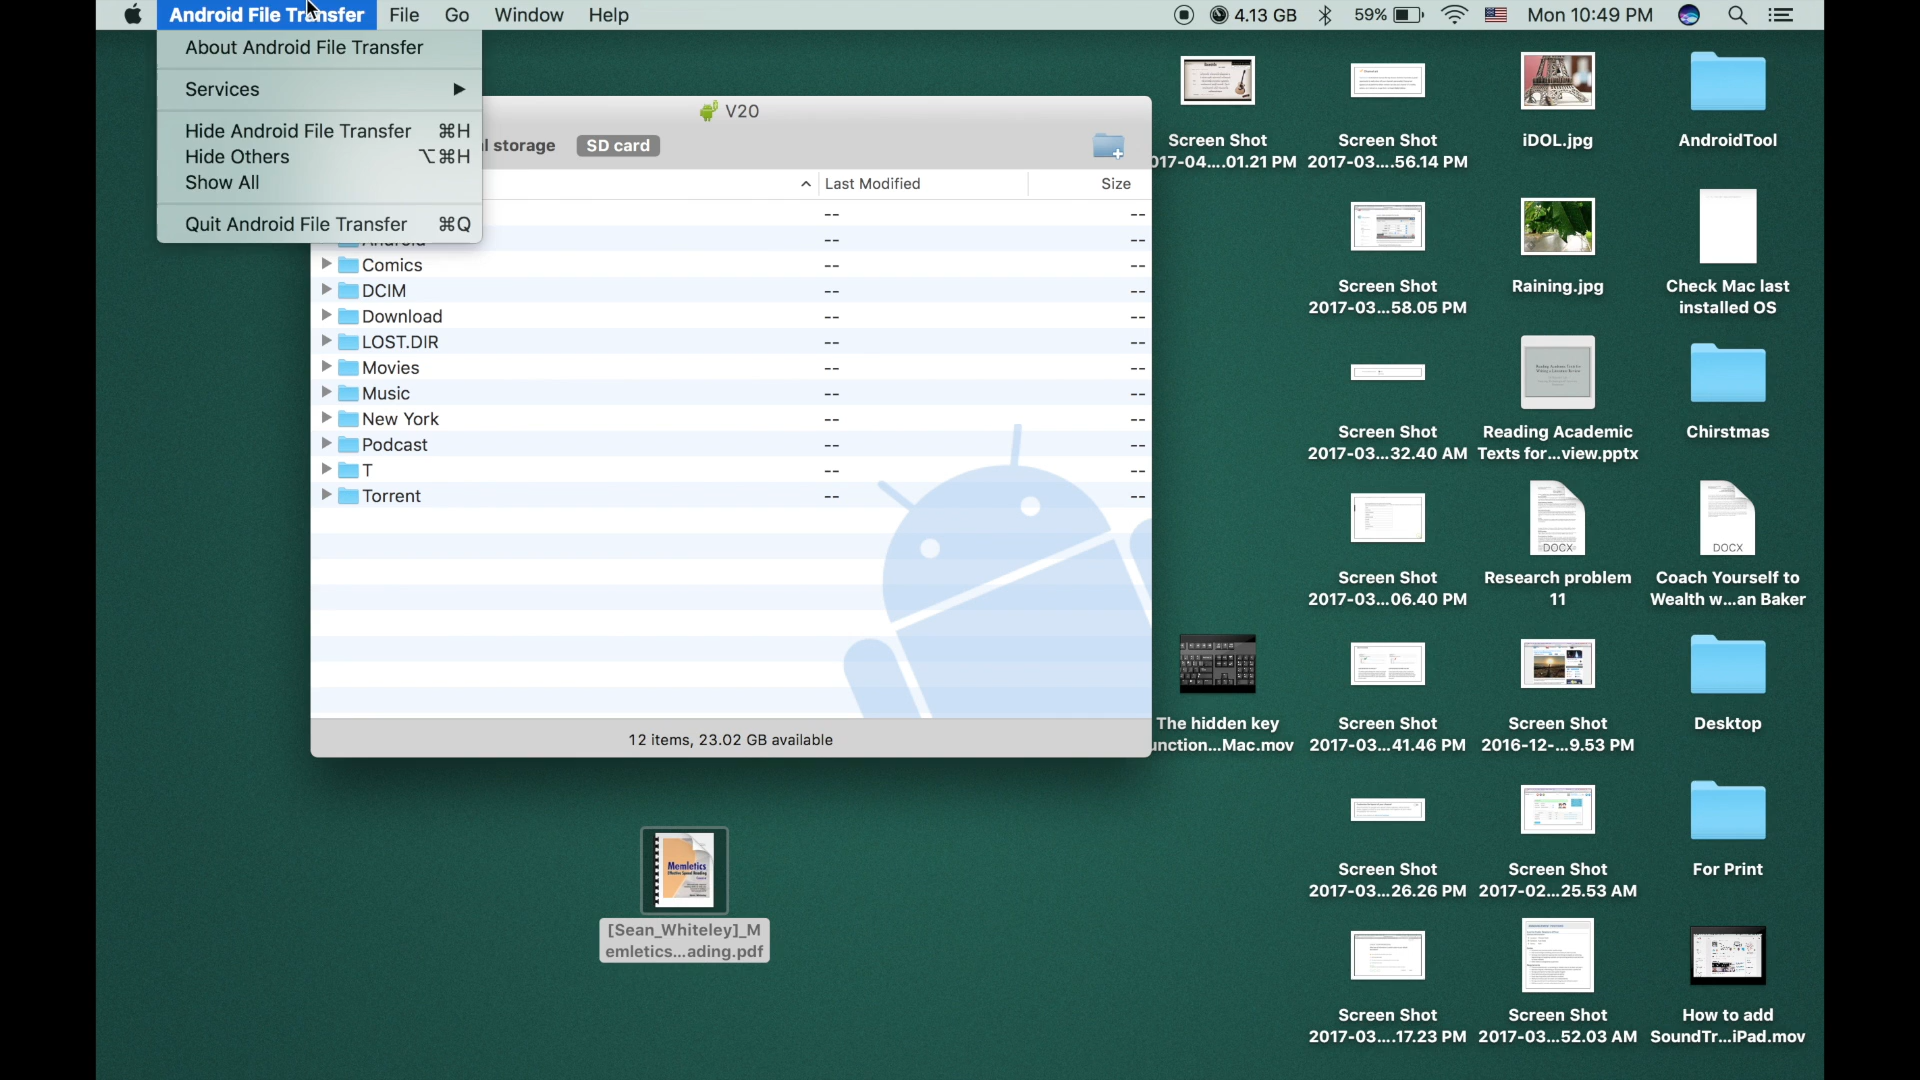 Android File Transfer File Go Window Help 4.13 GB 59% Mon 10:49 PM
About Android File Transfer
Services
Hide Android File Transfer ⌘H
Hide Others ⌥⌘H
Show All
Quit Android File Transfer ⌘Q
V20
l storage SD card
Last Modified Size
-- --
Android -- --
Comics -- --
DCIM -- --
Download -- --
LOST.DIR -- --
Movies -- --
Music -- --
New York -- --
Podcast -- --
T -- --
Torrent -- --
12 items, 23.02 GB available
[Sean_Whiteley]_M
emletics...ading.pdf
Memletics
Effective Speed Reading
Screen Shot
017-04....01.21 PM
The hidden key
unction...Mac.mov
Screen Shot
2017-03....56.14 PM
Screen Shot
2017-03...58.05 PM
Screen Shot
2017-03...32.40 AM
Screen Shot
2017-03...06.40 PM
Screen Shot
2017-03...41.46 PM
Screen Shot
2017-03...26.26 PM
Screen Shot
2017-03....17.23 PM
iDOL.jpg
Raining.jpg
Reading Academic
Texts for...view.pptx
DOCX
Research problem
11
Screen Shot
2016-12-...9.53 PM
Screen Shot
2017-02...25.53 AM
Screen Shot
2017-03...52.03 AM
AndroidTool
Check Mac last
installed OS
Chirstmas
DOCX
Coach Yourself to
Wealth w...an Baker
Desktop
For Print
How to add
SoundTr...iPad.mov